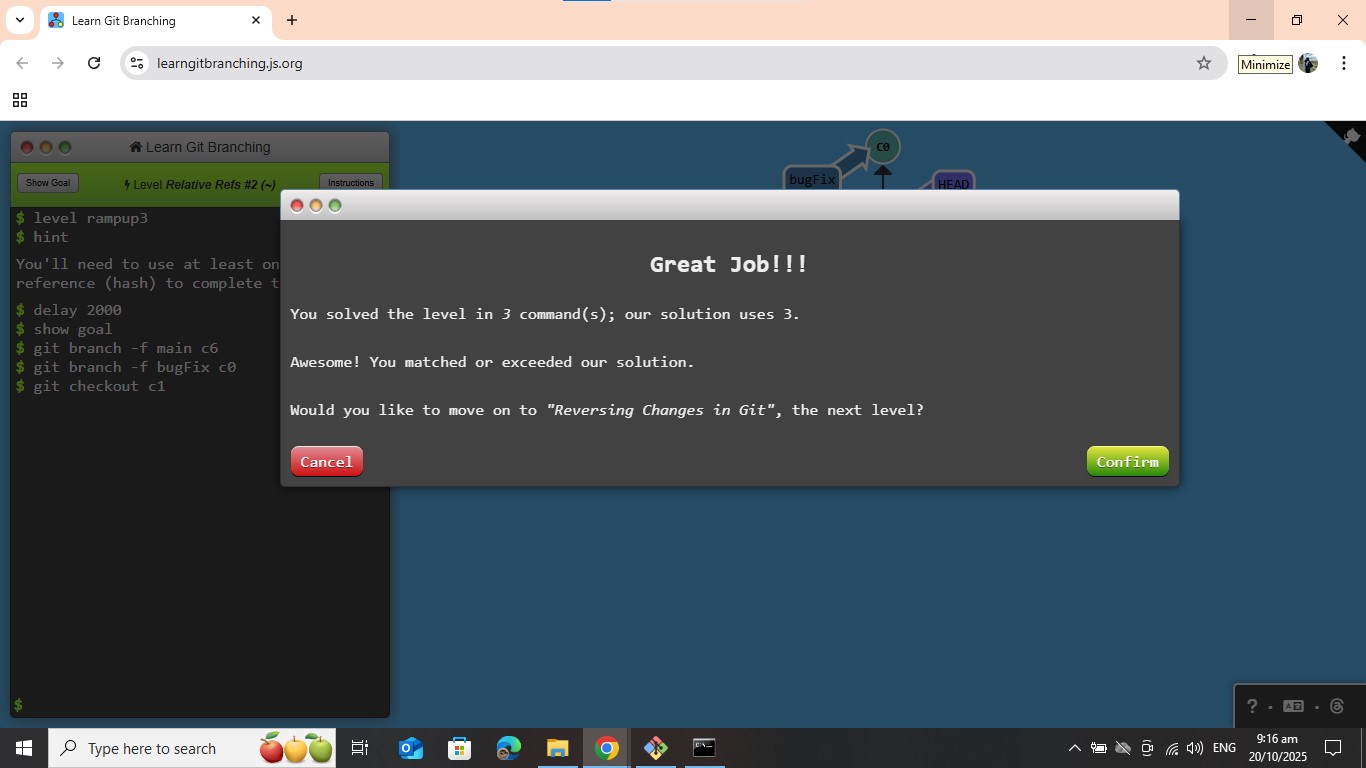 Learn Git Branching
learngitbranching.js.org
Minimize
Learn Git Branching
Show Goal
Level Relative Refs #2 (~)
Instructions
$ level rampup3
$ hint
You'll need to use at least on
reference (hash) to complete t
$ delay 2000
$ show goal
$ git branch -f main c6
$ git branch -f bugFix c0
$ git checkout c1
$
C0
bugFix
HEAD
Great Job!!!
You solved the level in 3 command(s); our solution uses 3.
Awesome! You matched or exceeded our solution.
Would you like to move on to "Reversing Changes in Git", the next level?
Cancel
Confirm
?
Type here to search
ENG
9:16 am
20/10/2025